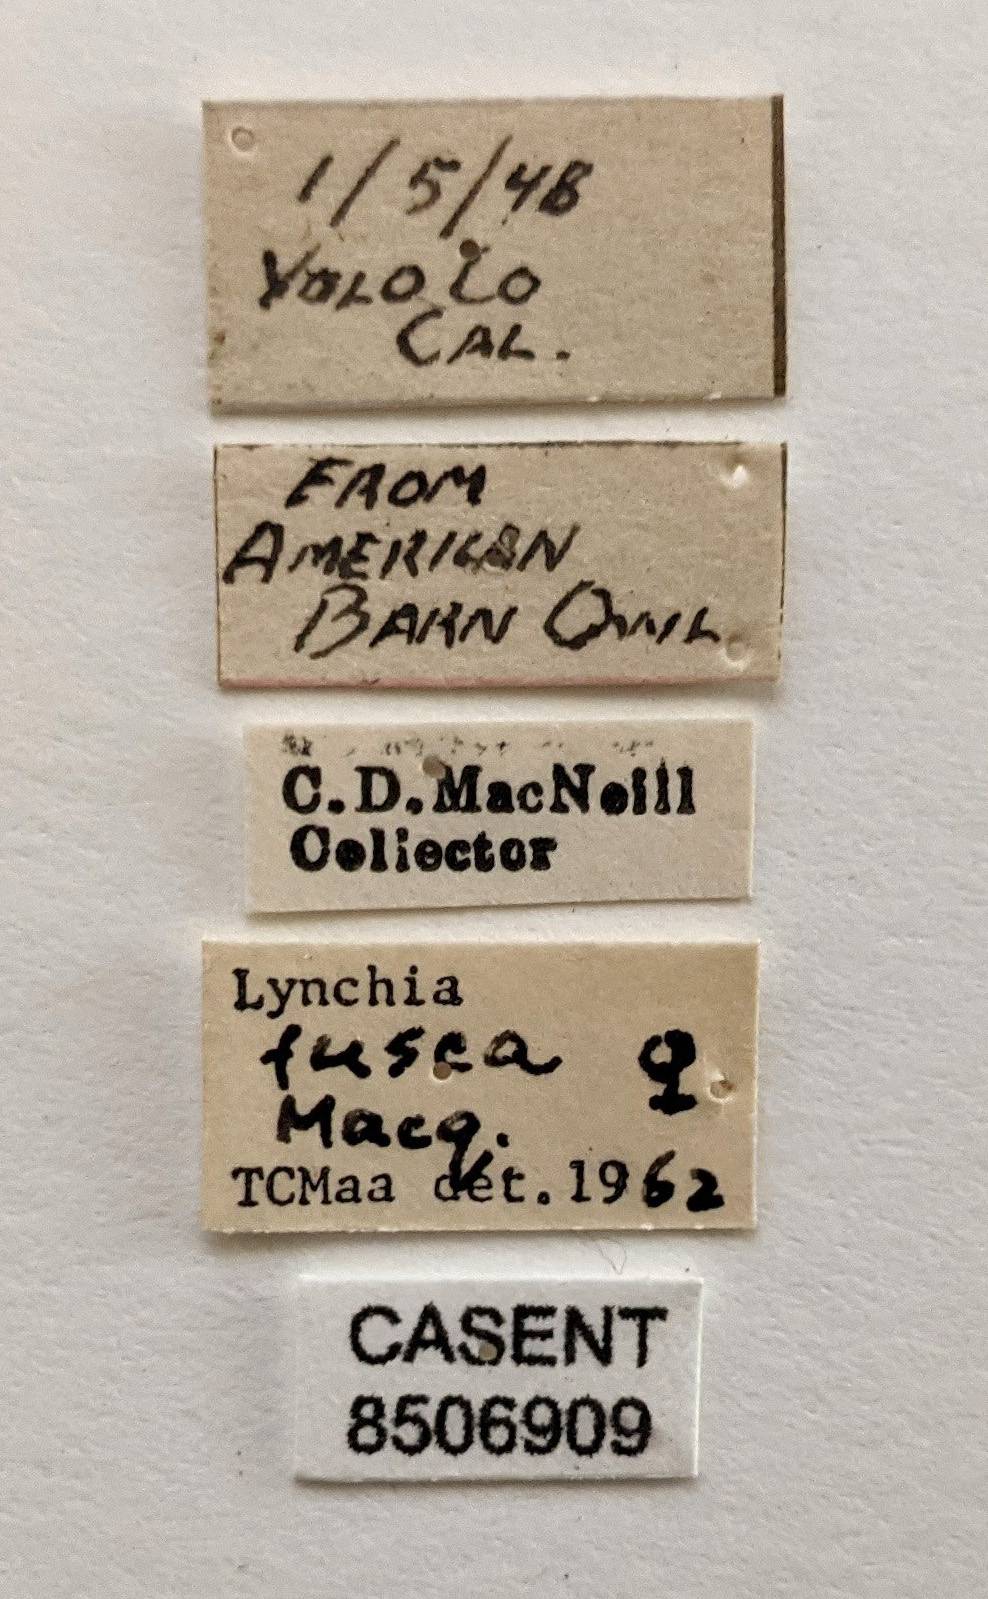 1/5/48
YOLO CO
CAL.
FROM
AMERICAN
BARN OWL
C.D.MacNeill
Collector
Lynchia
fusca ♀
Macq.
TCMaa det.1962
CASENT
8506909